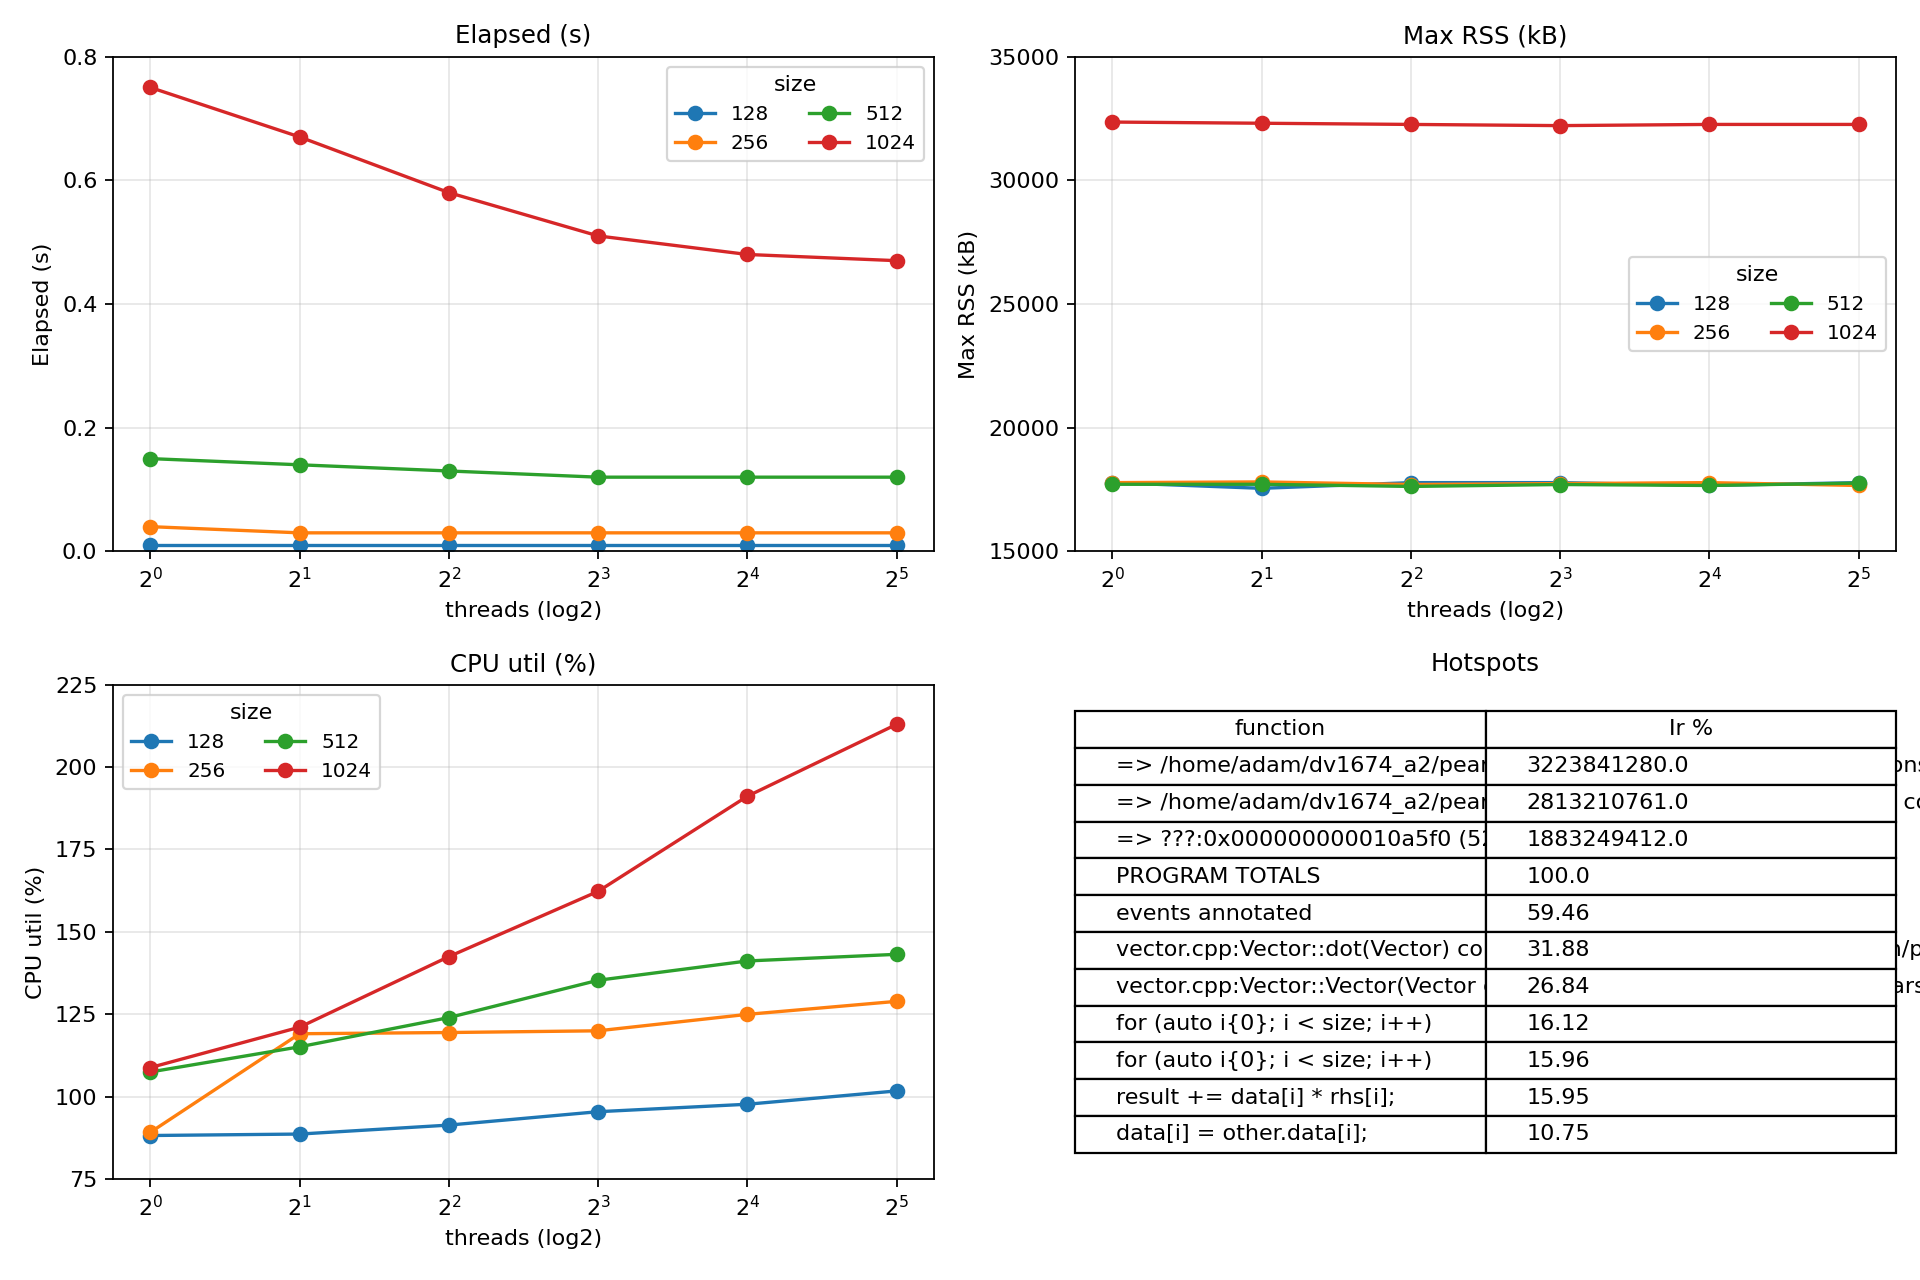 Elapsed (s)
0.8
0.6
0.4
0.2
0.0
Elapsed (s)
2^0 2^1 2^2 2^3 2^4 2^5
threads (log2)
size
128 512
256 1024
Max RSS (kB)
35000
30000
25000
20000
15000
Max RSS (kB)
2^0 2^1 2^2 2^3 2^4 2^5
threads (log2)
size
128 512
256 1024
CPU util (%)
225
200
175
150
125
100
75
CPU util (%)
2^0 2^1 2^2 2^3 2^4 2^5
threads (log2)
size
128 512
256 1024
Hotspots
function Ir %
=> /home/adam/dv1674_a2/pear 3223841280.0
=> /home/adam/dv1674_a2/pear 2813210761.0
=> ???:0x000000000010a5f0 (52 1883249412.0
PROGRAM TOTALS 100.0
events annotated 59.46
vector.cpp:Vector::dot(Vector) co 31.88
vector.cpp:Vector::Vector(Vector 26.84
for (auto i{0}; i < size; i++) 16.12
for (auto i{0}; i < size; i++) 15.96
result += data[i] * rhs[i]; 15.95
data[i] = other.data[i]; 10.75